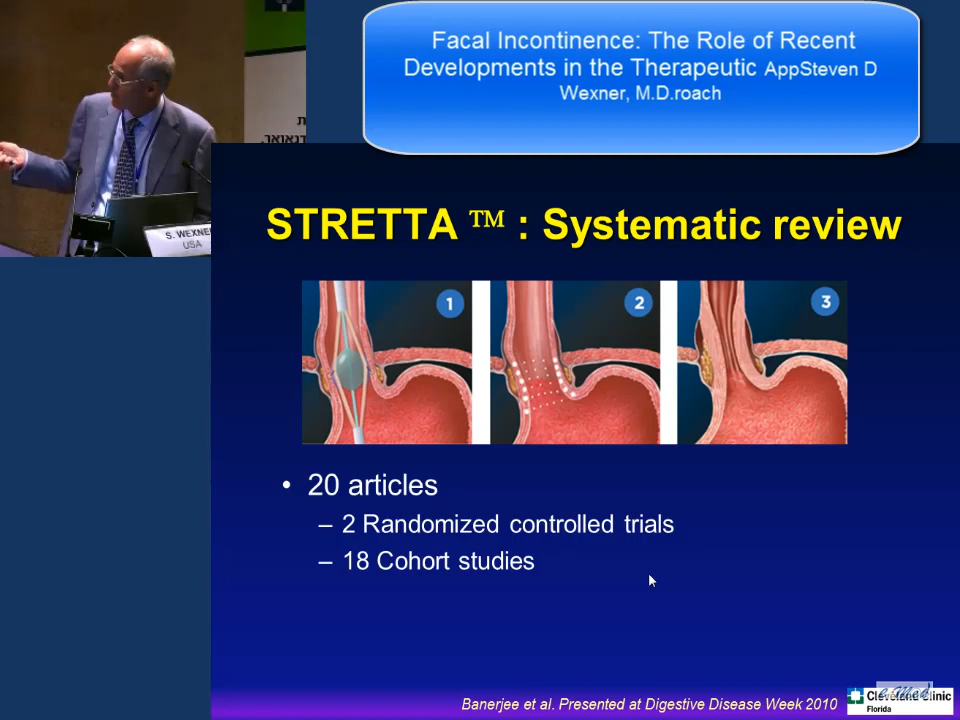 Facal Incontinence: The Role of Recent
Developments in the Therapeutic AppSteven D
Wexner, M.D.roach
S. WEXNER
USA
STRETTA ™ : Systematic review
1
2
3
• 20 articles
– 2 Randomized controlled trials
– 18 Cohort studies
Banerjee et al. Presented at Digestive Disease Week 2010
Cleveland Clinic
Florida
e-Med